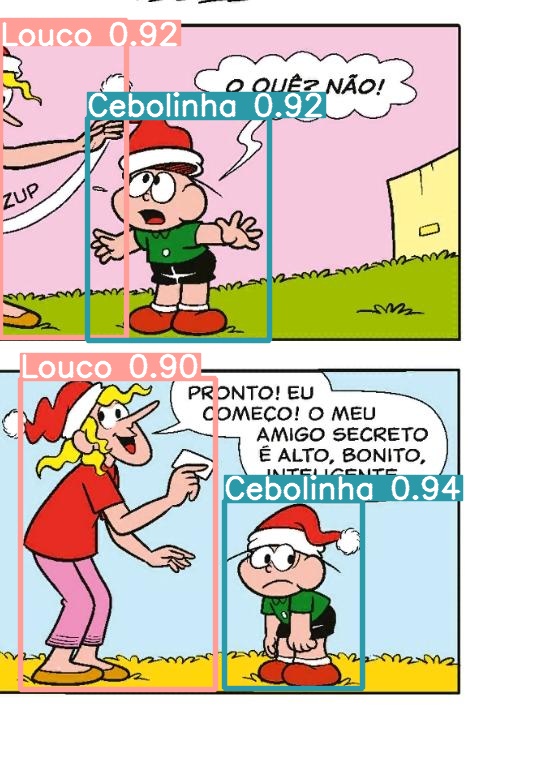 Louco 0.92
O QUÊ? NÃO!
Cebolinha 0.92
ZUP
Louco 0.90
PRONTO! EU
COMEÇO! O MEU
AMIGO SECRETO
É ALTO, BONITO,
INTELIGENTE
Cebolinha 0.94